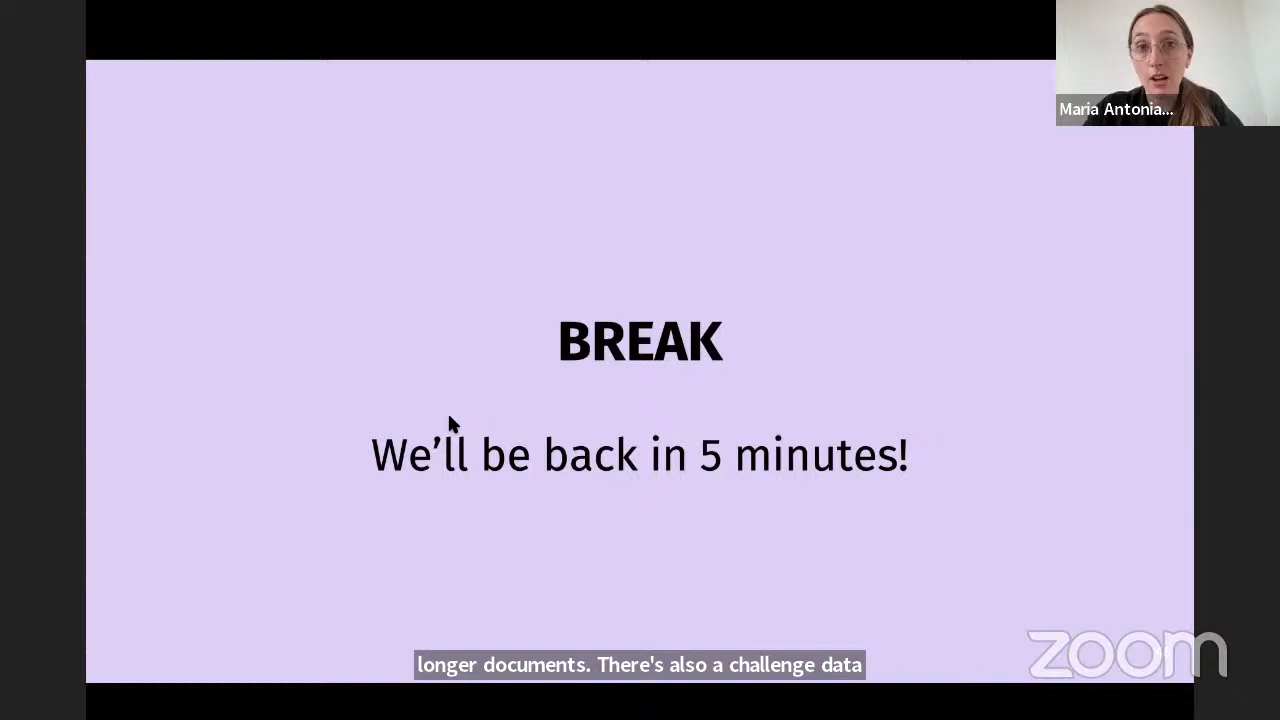 Maria Antonia...
BREAK
We’ll be back in 5 minutes!
longer documents. There's also a challenge data
zoom